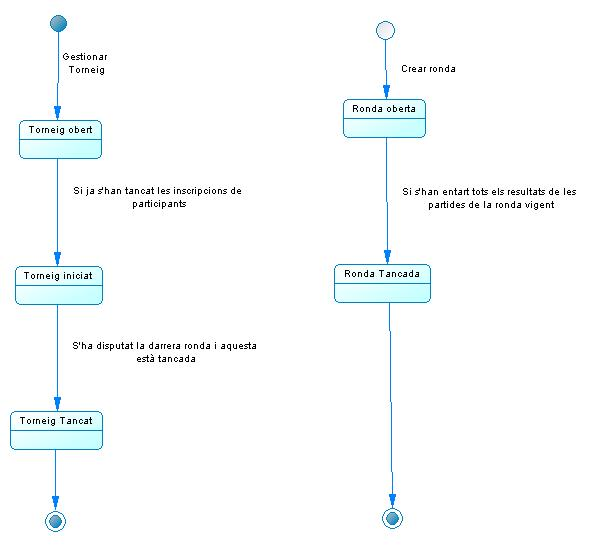 Gestionar
Torneig
Torneig obert
Si ja s'han tancat les inscripcions de
participants
Torneig iniciat
S'ha disputat la darrera ronda i aquesta
està tancada
Torneig Tancat
Crear ronda
Ronda oberta
Si s'han entart tots els resultats de les
partides de la ronda vigent
Ronda Tancada